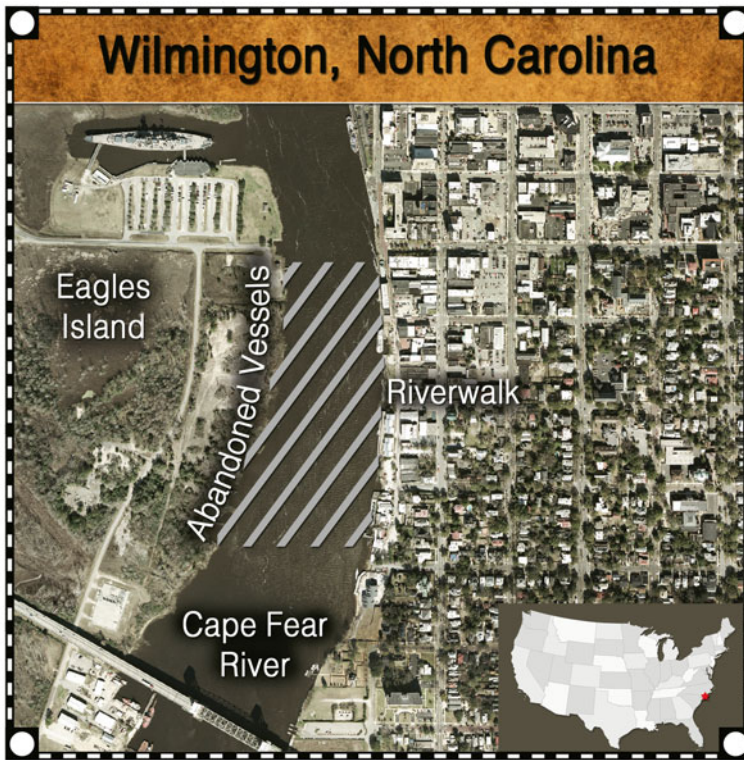 Wilmington, North Carolina
Eagles
Island
Abandoned Vessels
Riverwalk
Cape Fear
River